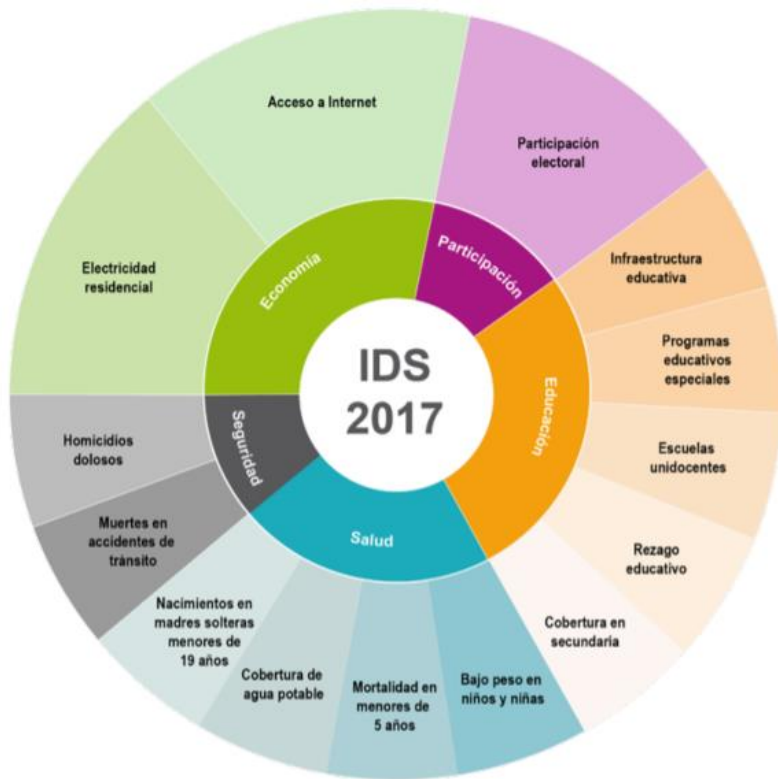 IDS
2017
Economía
Participación
Educación
Salud
Seguridad
Acceso a Internet
Participación
electoral
Infraestructura
educativa
Programas
educativos
especiales
Escuelas
unidocentes
Rezago
educativo
Cobertura en
secundaria
Bajo peso en
niños y niñas
Mortalidad en
menores de
5 años
Cobertura de
agua potable
Nacimientos en
madres solteras
menores de
19 años
Muertes en
accidentes de
tránsito
Homicidios
dolosos
Electricidad
residencial